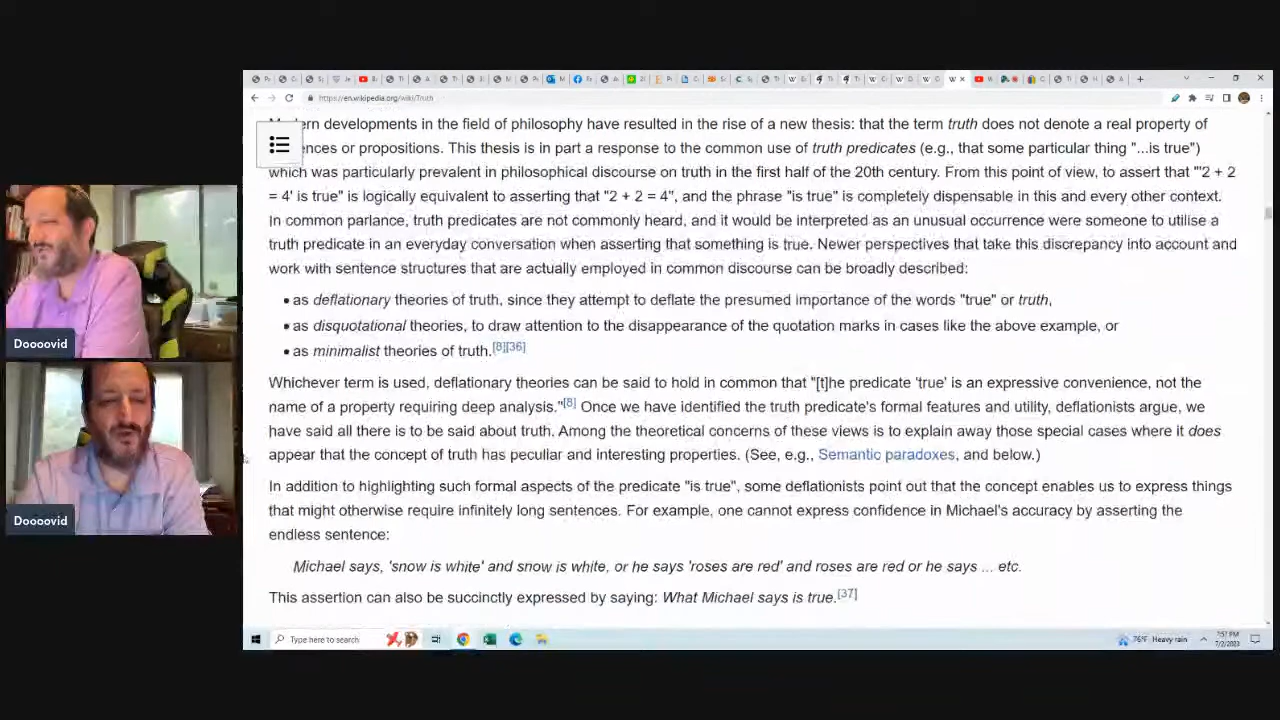 https://en.wikipedia.org/wiki/Truth
developments in the field of philosophy have resulted in the rise of a new thesis: that the term truth does not denote a real property of
or propositions. This thesis is in part a response to the common use of truth predicates (e.g., that some particular thing "...is true")
which was particularly prevalent in philosophical discourse on truth in the first half of the 20th century. From this point of view, to assert that "'2 + 2
= 4' is true" is logically equivalent to asserting that "2 + 2 = 4", and the phrase "is true" is completely dispensable in this and every other context.
In common parlance, truth predicates are not commonly heard, and it would be interpreted as an unusual occurrence were someone to utilise a
truth predicate in an everyday conversation when asserting that something is true. Newer perspectives that take this discrepancy into account and
work with sentence structures that are actually employed in common discourse can be broadly described:
• as deflationary theories of truth, since they attempt to deflate the presumed importance of the words "true" or truth,
• as disquotational theories, to draw attention to the disappearance of the quotation marks in cases like the above example, or
• as minimalist theories of truth.[8][36]
Whichever term is used, deflationary theories can be said to hold in common that "[t]he predicate 'true' is an expressive convenience, not the
name of a property requiring deep analysis."[8] Once we have identified the truth predicate's formal features and utility, deflationists argue, we
have said all there is to be said about truth. Among the theoretical concerns of these views is to explain away those special cases where it does
appear that the concept of truth has peculiar and interesting properties. (See, e.g., Semantic paradoxes, and below.)
In addition to highlighting such formal aspects of the predicate "is true", some deflationists point out that the concept enables us to express things
that might otherwise require infinitely long sentences. For example, one cannot express confidence in Michael's accuracy by asserting the
endless sentence:
Michael says, 'snow is white' and snow is white, or he says 'roses are red' and roses are red or he says ... etc.
This assertion can also be succinctly expressed by saying: What Michael says is true.[37]
Doooovid
Doooovid
Type here to search
76°F Heavy rain
7:57 PM
7/2/2023